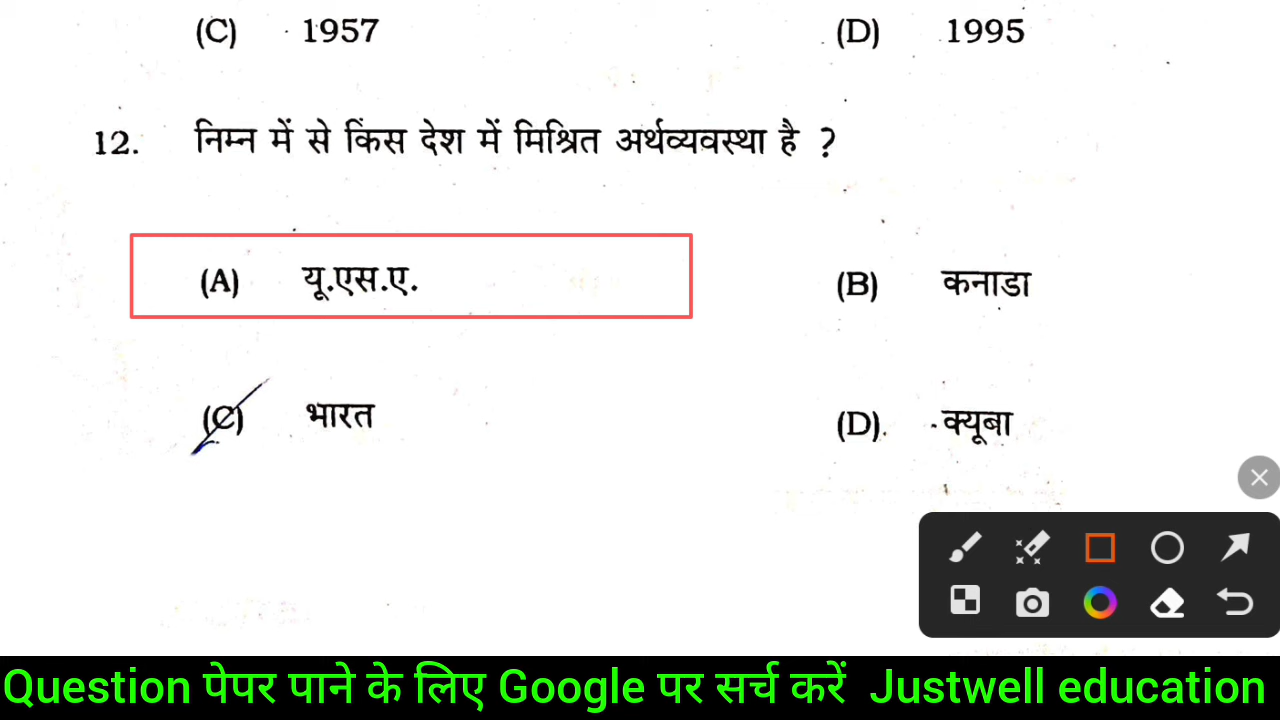 (C) 1957 (D) 1995
12. निम्न में से किस देश में मिश्रित अर्थव्यवस्था है ?
(A) यू.एस.ए. (B) कनाडा
(C) भारत (D). क्यूबा
Question पेपर पाने के लिए Google पर सर्च करें Justwell education